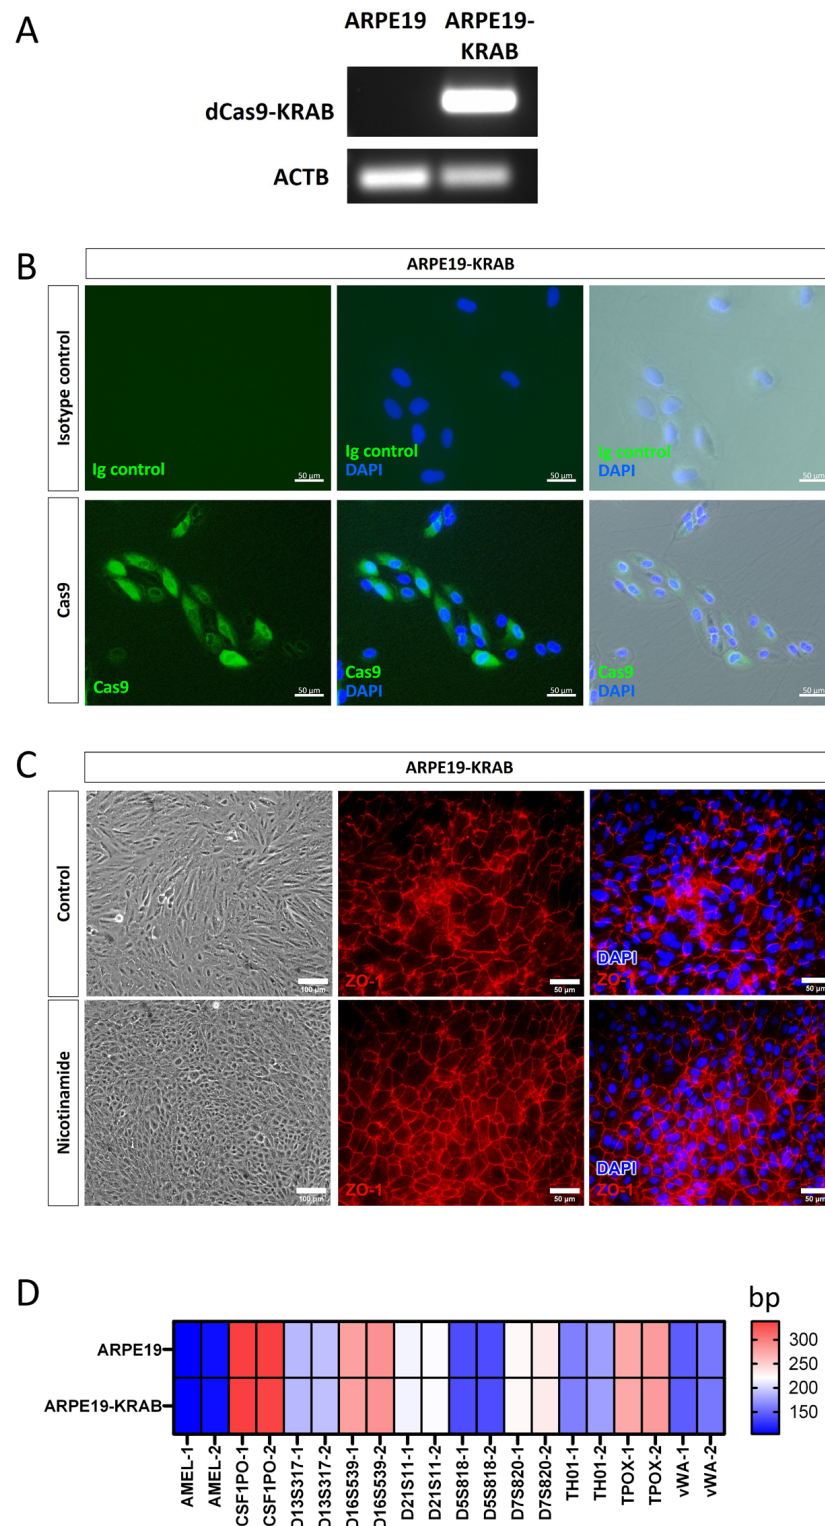 A
ARPE19
ARPE19-
KRAB
dCas9-KRAB
ACTB
B
ARPE19-KRAB
Isotype control
Ig control
50 µm
Ig control
DAPI
50 µm
Ig control
DAPI
50 µm
Cas9
Cas9
50 µm
Cas9
DAPI
50 µm
Cas9
DAPI
50 µm
C
ARPE19-KRAB
Control
100 µm
ZO-1
50 µm
DAPI
ZO-1
50 µm
Nicotinamide
100 µm
ZO-1
50 µm
DAPI
ZO-1
50 µm
D
bp
ARPE19
ARPE19-KRAB
300
250
200
150
AMEL-1
AMEL-2
CSF1PO-1
CSF1PO-2
D13S317-1
D13S317-2
D16S539-1
D16S539-2
D21S11-1
D21S11-2
D5S818-1
D5S818-2
D7S820-1
D7S820-2
TH01-1
TH01-2
TPOX-1
TPOX-2
vWA-1
vWA-2